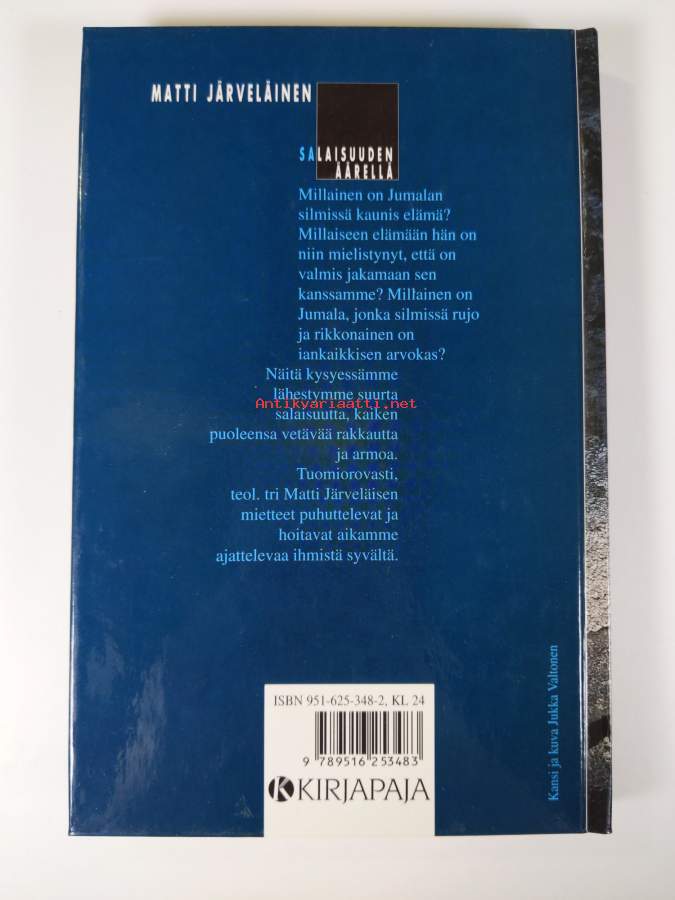 MATTI JÄRVELÄINEN
SALAISUUDEN
ÄÄRELLÄ
Millainen on Jumalan
silmissä kaunis elämä?
Millaiseen elämään hän on
niin mielistynyt, että on
valmis jakamaan sen
kanssamme? Millainen on
Jumala, jonka silmissä rujo
ja rikkonainen on
iankaikkisen arvokas?
Näitä kysyessämme
lähestymme suurta
Antikvariaatti.net
salaisuutta, kaiken
puoleensa vetävää rakkautta
ja armoa.
Tuomiorovasti,
teol. tri Matti Järveläisen
mietteet puhuttelevat ja
hoitavat aikamme
ajattelevaa ihmistä syvältä.
Kansi ja kuva Jukka Valtonen
ISBN 951-625-348-2, KL 24
9 789516 253483
K KIRJAPAJA